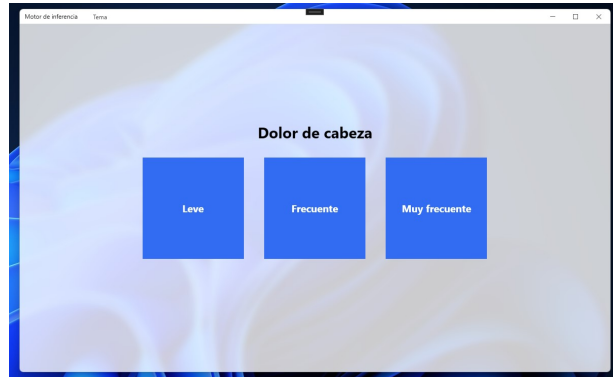 Motor de inferencia Tema
Dolor de cabeza
Leve Frecuente Muy frecuente